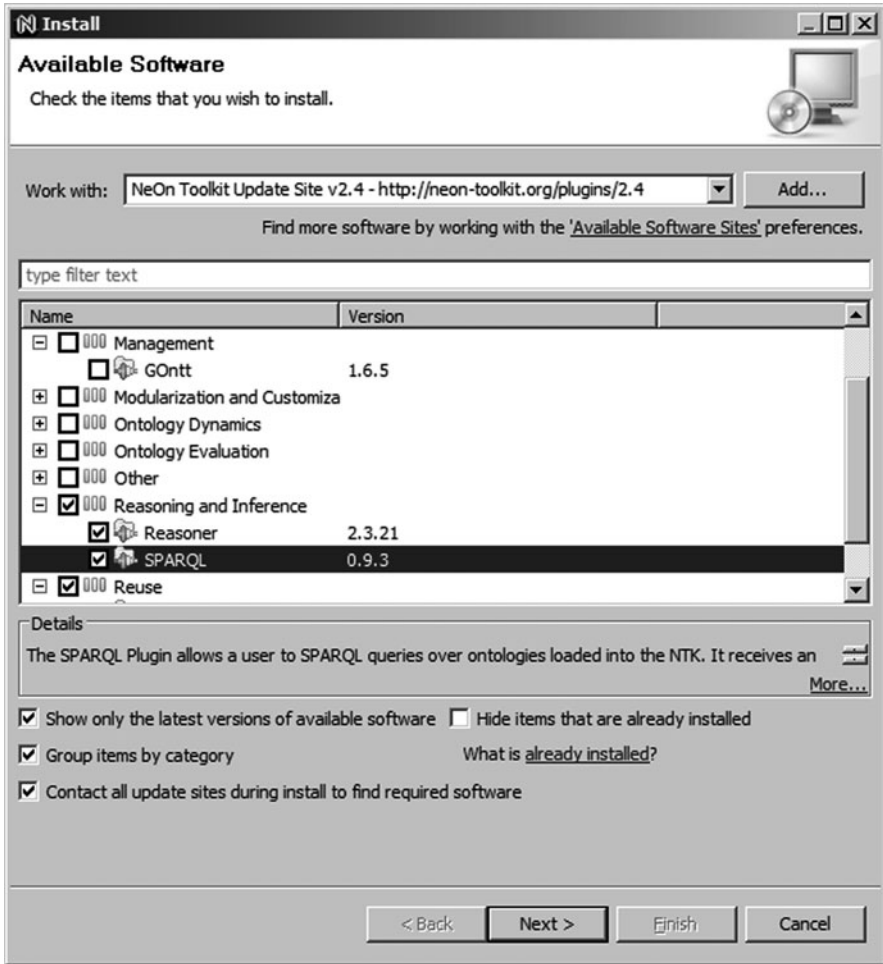 Install
Available Software
Check the items that you wish to install.
Work with: NeOn Toolkit Update Site v2.4 - http://neon-toolkit.org/plugins/2.4 Add...
Find more software by working with the 'Available Software Sites' preferences.
type filter text
Name Version
Management
GOntt 1.6.5
Modularization and Customiza
Ontology Dynamics
Ontology Evaluation
Other
Reasoning and Inference
Reasoner 2.3.21
SPARQL 0.9.3
Reuse
Details
The SPARQL Plugin allows a user to SPARQL queries over ontologies loaded into the NTK. It receives an
More...
Show only the latest versions of available software Hide items that are already installed
Group items by category What is already installed?
Contact all update sites during install to find required software
< Back Next > Finish Cancel